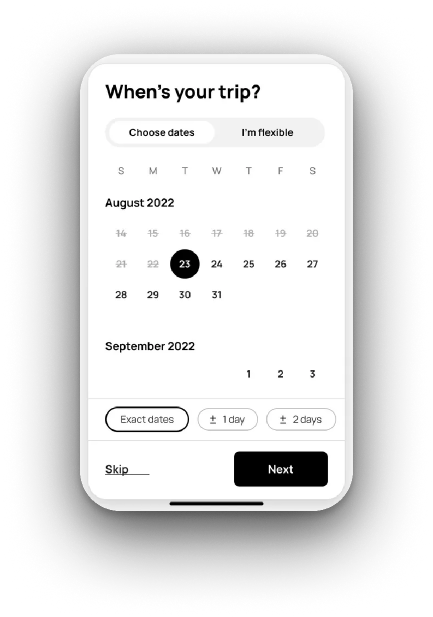 When's your trip?
Choose dates I'm flexible
S M T W T F S
August 2022
14 15 16 17 18 19 20
21 22 23 24 25 26 27
28 29 30 31
September 2022
1 2 3
Exact dates ± 1 day ± 2 days
Skip Next